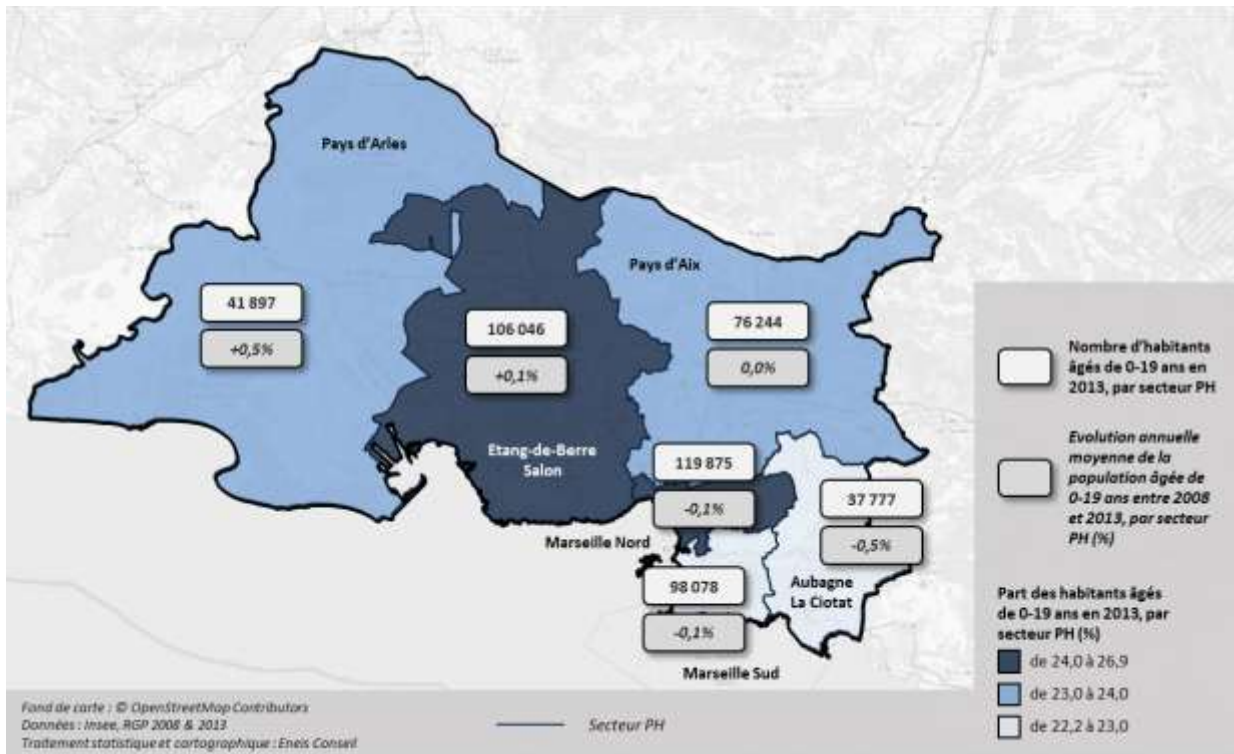 Pays d'Arles
Pays d'Aix
41 897
+0,5%
106 046
+0,1%
76 244
0,0%
Etang-de-Berre
Salon
119 875
-0,1%
37 777
-0,5%
Marseille Nord
98 078
-0,1%
Aubagne
La Ciotat
Marseille Sud
Nombre d'habitants
âgés de 0-19 ans en
2013, par secteur PH
Evolution annuelle
moyenne de la
population âgée de
0-19 ans entre 2008
et 2013, par secteur
PH (%)
Part des habitants âgés
de 0-19 ans en 2013, par
secteur PH (%)
de 24,0 à 26,9
de 23,0 à 24,0
de 22,2 à 23,0
Fond de carte : © OpenStreetMap Contributors
Données : Insee, RGP 2008 & 2013
Traitement statistique et cartographique : Eneis Conseil
Secteur PH